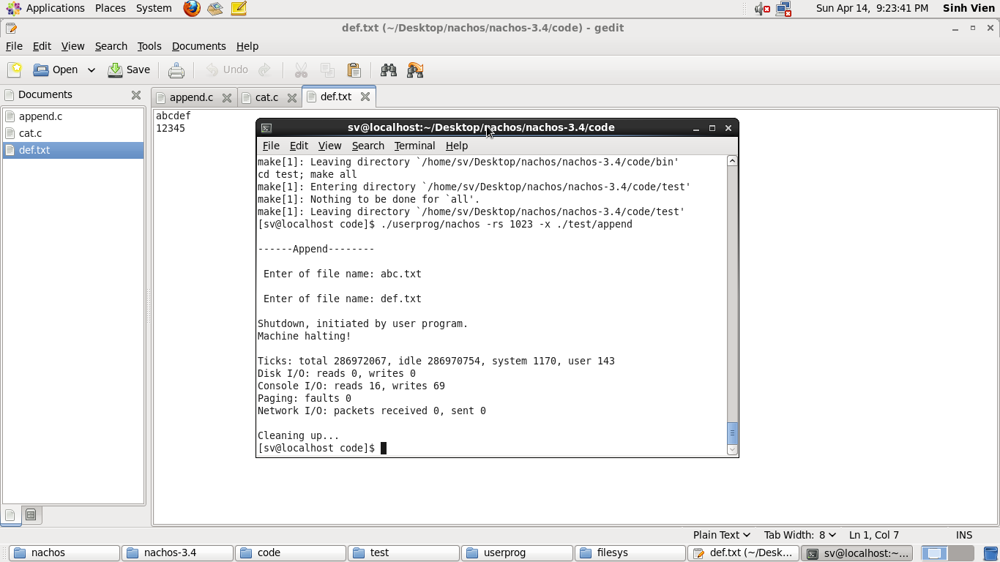 Applications Places System Sun Apr 14, 9:23:41 PM Sinh Vien
def.txt (~/Desktop/nachos/nachos-3.4/code) - gedit
File Edit View Search Tools Documents Help
Open Save Undo
Documents
append.c cat.c def.txt
append.c
cat.c
def.txt
abcdef
12345
sv@localhost:~/Desktop/nachos/nachos-3.4/code
File Edit View Search Terminal Help
make[1]: Leaving directory `/home/sv/Desktop/nachos/nachos-3.4/code/bin'
cd test; make all
make[1]: Entering directory `/home/sv/Desktop/nachos/nachos-3.4/code/test'
make[1]: Nothing to be done for `all'.
make[1]: Leaving directory `/home/sv/Desktop/nachos/nachos-3.4/code/test'
[sv@localhost code]$ ./userprog/nachos -rs 1023 -x ./test/append
------Append--------
Enter of file name: abc.txt
Enter of file name: def.txt
Shutdown, initiated by user program.
Machine halting!
Ticks: total 286972067, idle 286970754, system 1170, user 143
Disk I/O: reads 0, writes 0
Console I/O: reads 16, writes 69
Paging: faults 0
Network I/O: packets received 0, sent 0
Cleaning up...
[sv@localhost code]$
Plain Text Tab Width: 8 Ln 1, Col 7 INS
nachos nachos-3.4 code test userprog filesys def.txt (~/Desk... sv@localhost:~...